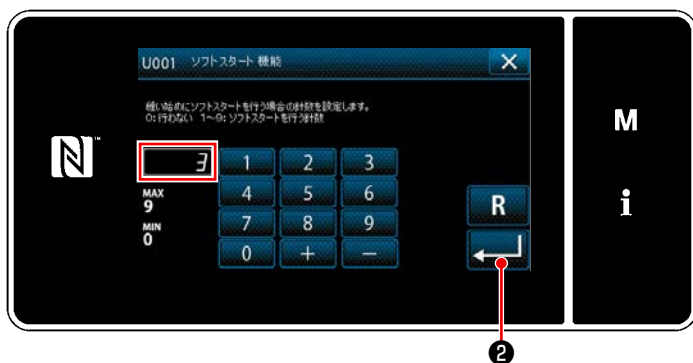 U001 ソフトスタート機能
縫い始めにソフトスタートを行う場合の針数を設定します。
0:行わない 1～9:ソフトスタートを行う針数
3
MAX
9
MIN
0
1 2 3
4 5 6
7 8 9
0 + −
R
M
i
N
❷